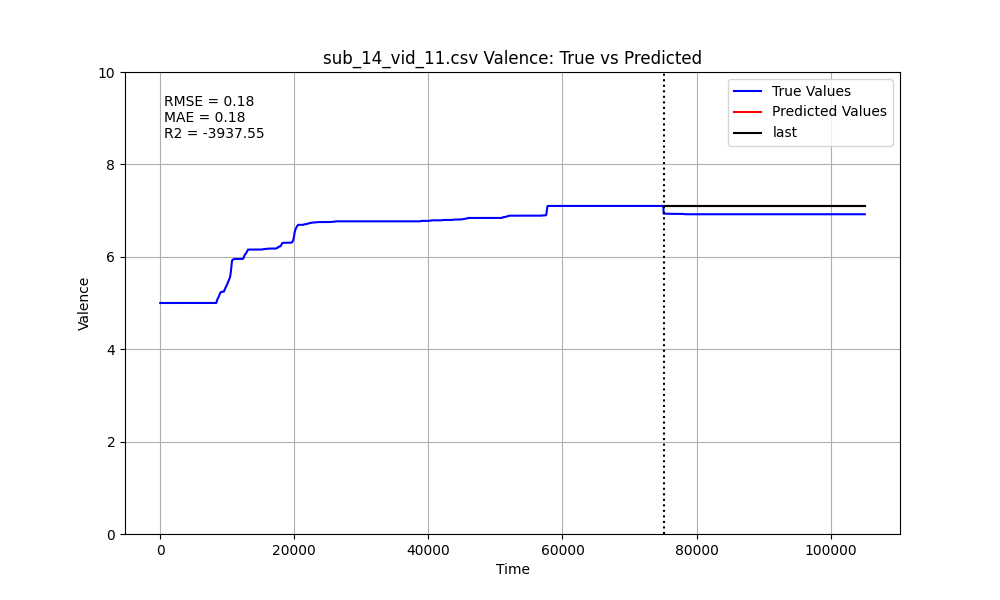 sub_14_vid_11.csv Valence: True vs Predicted
10
8
6
4
2
0
Valence
RMSE = 0.18
MAE = 0.18
R2 = -3937.55
True Values
Predicted Values
last
0 20000 40000 60000 80000 100000
Time